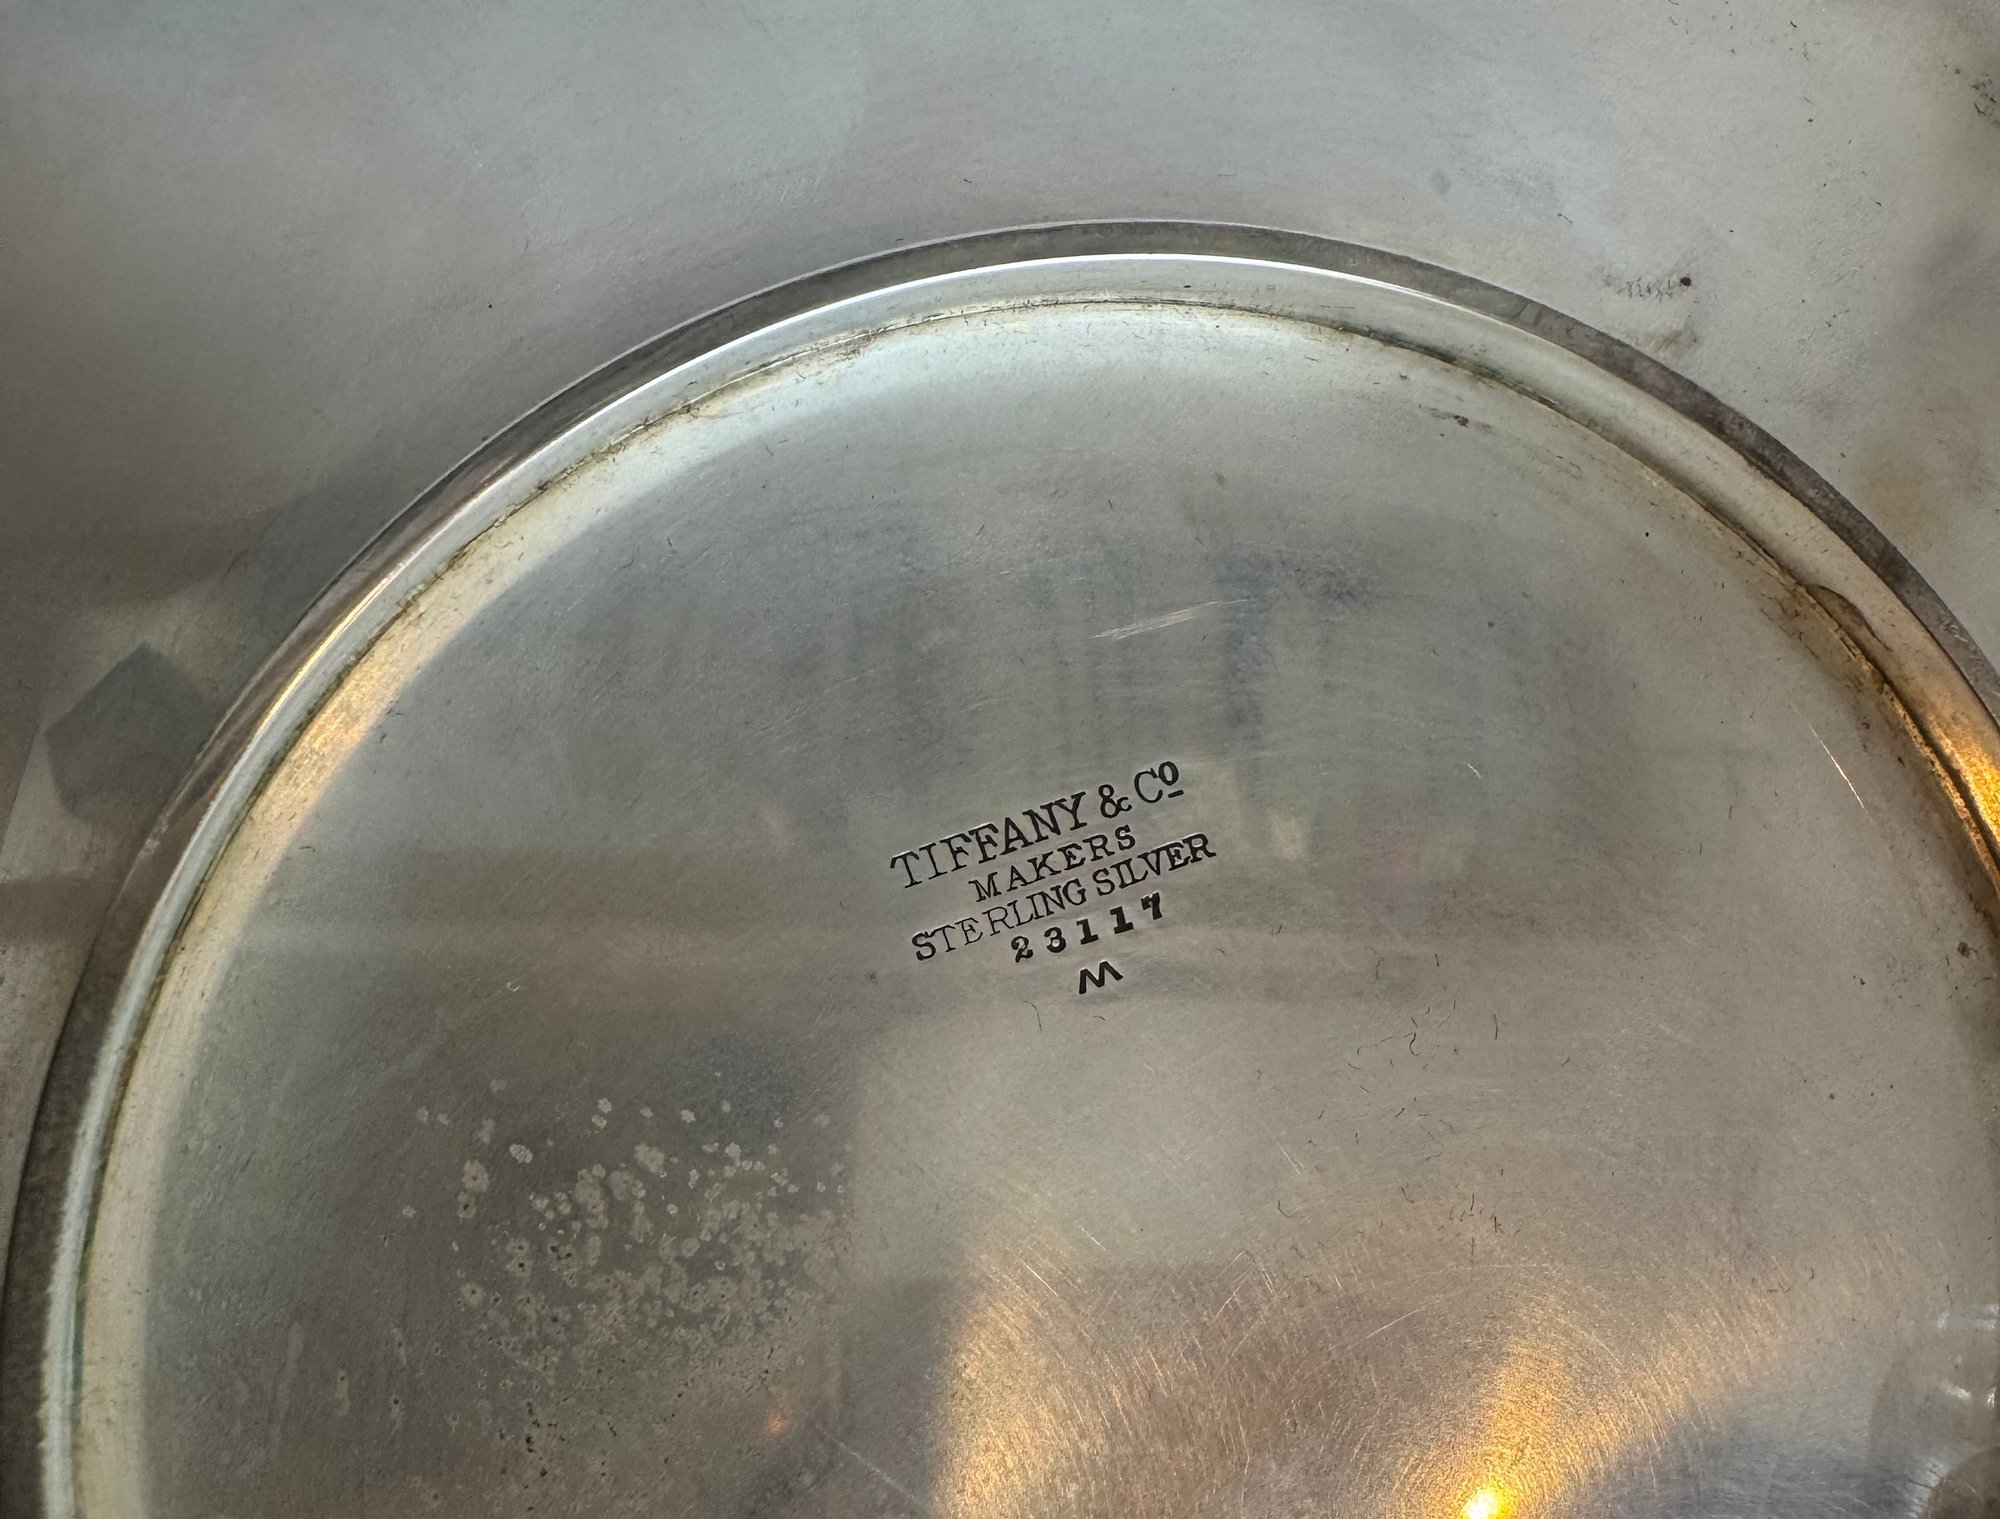 TIFFANY & Cº
MAKERS
STERLING SILVER
23117
M